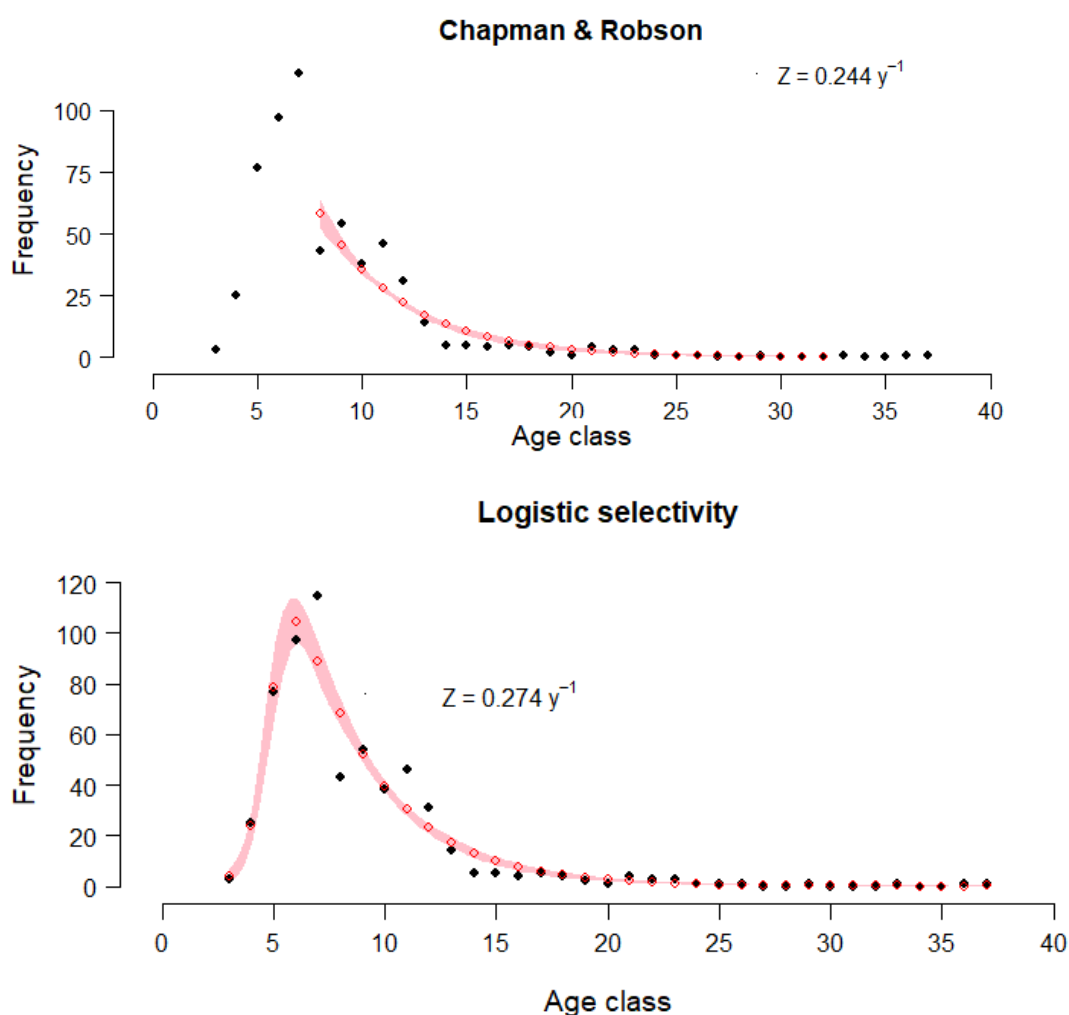 Chapman & Robson
Z = 0.244 y⁻¹
Frequency
100
75
50
25
0
0 5 10 15 20 25 30 35 40
Age class
Logistic selectivity
Z = 0.274 y⁻¹
Frequency
120
100
80
60
40
20
0
0 5 10 15 20 25 30 35 40
Age class